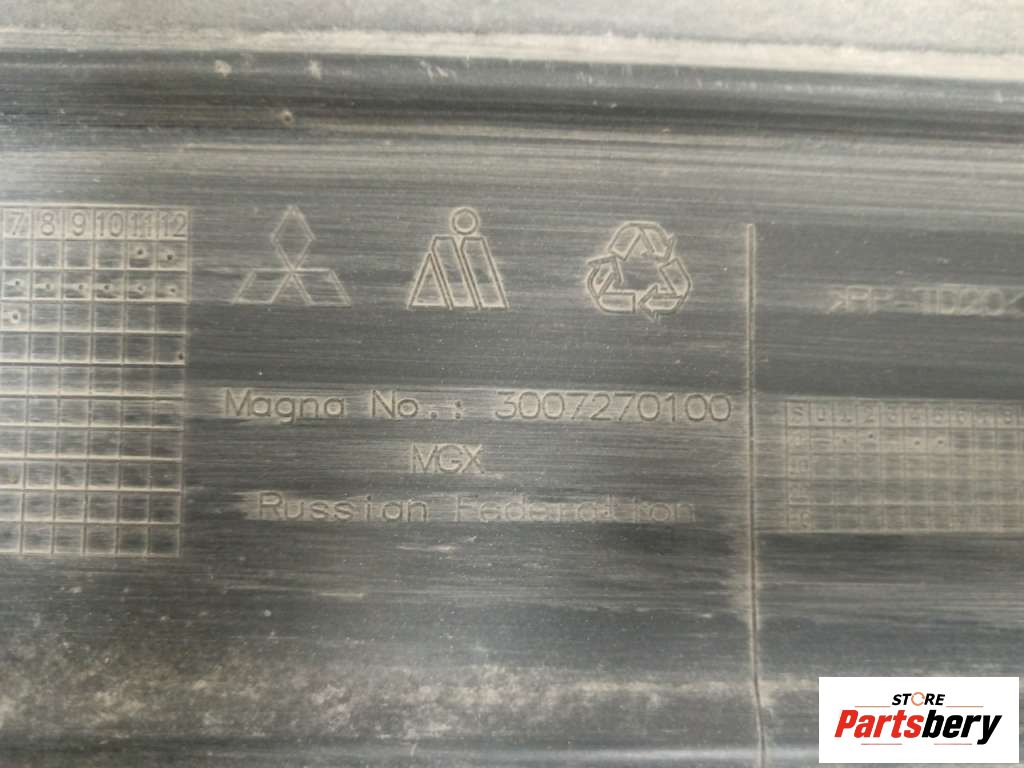 7 8 9 10 11 12
Magna No.: 3007270100
MGX
Russian Federation
STORE
Partsbery